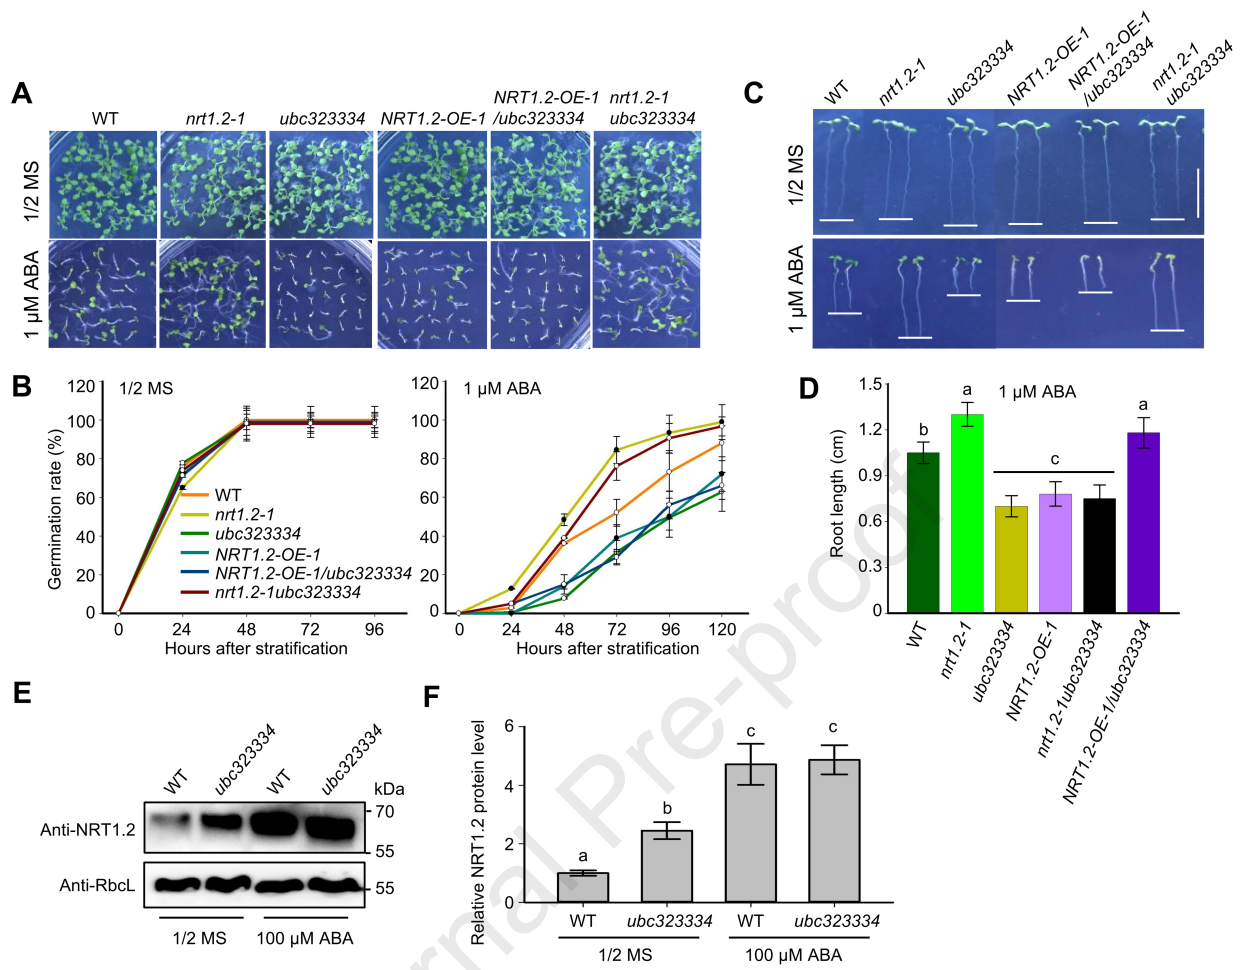 A
WT
nrt1.2-1
ubc323334
NRT1.2-OE-1
NRT1.2-OE-1
/ubc323334
nrt1.2-1
ubc323334
1/2 MS
1 µM ABA
C
WT
nrt1.2-1
ubc323334
NRT1.2-OE-1
NRT1.2-OE-1
/ubc323334
nrt1.2-1
ubc323334
1/2 MS
1 µM ABA
B
1/2 MS
Germination rate (%)
120
100
80
60
40
20
0
WT
nrt1.2-1
ubc323334
NRT1.2-OE-1
NRT1.2-OE-1/ubc323334
nrt1.2-1ubc323334
0 24 48 72 96
Hours after stratification
1 µM ABA
120
100
80
60
40
20
0
0 24 48 72 96 120
Hours after stratification
D
1 µM ABA
Root length (cm)
1.5
1.2
0.9
0.6
0.3
0
b
a
c
a
WT
nrt1.2-1
ubc323334
NRT1.2-OE-1
nrt1.2-1ubc323334
NRT1.2-OE-1/ubc323334
E
WT
ubc323334
WT
ubc323334
kDa
Anti-NRT1.2
70
55
Anti-RbcL
55
1/2 MS
100 µM ABA
F
Relative NRT1.2 protein level
6
4
2
0
a
b
c
c
WT ubc323334 WT ubc323334
1/2 MS
100 µM ABA
rnal Pre-proof